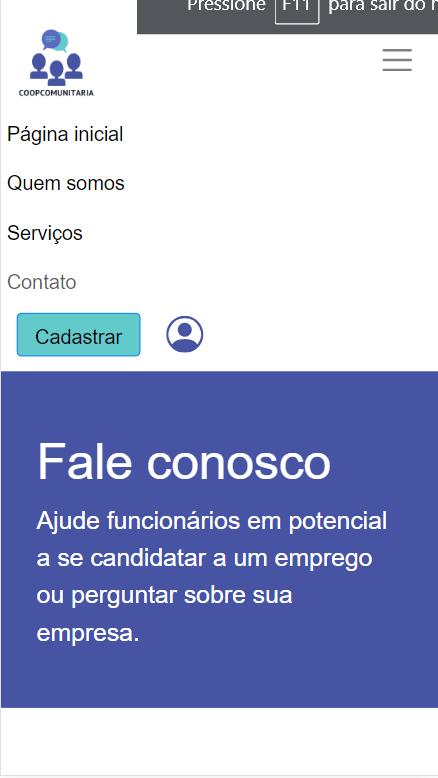 Pressione F11 para sair do
COOPCOMUNITARIA
Página inicial
Quem somos
Serviços
Contato
Cadastrar
Fale conosco
Ajude funcionários em potencial
a se candidatar a um emprego
ou perguntar sobre sua
empresa.